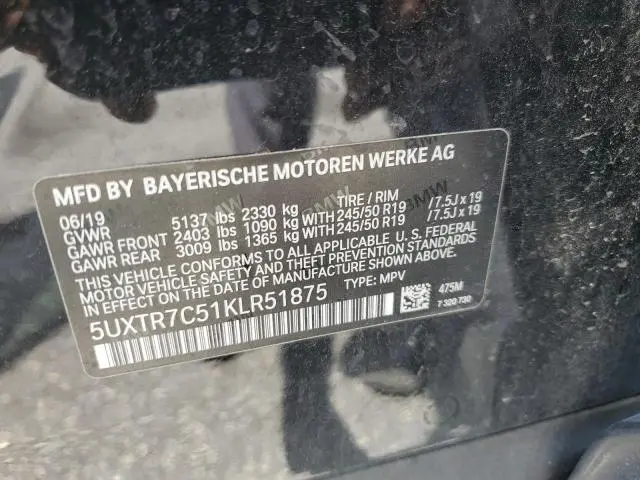 MFD BY BAYERISCHE MOTOREN WERKE AG
06/19 TIRE / RIM
GVWR 5137 lbs 2330 kg
GAWR FRONT 2403 lbs 1090 kg WITH 245/50 R19 /7.5J x 19
GAWR REAR 3009 lbs 1365 kg WITH 245/50 R19 /7.5J x 19
THIS VEHICLE CONFORMS TO ALL APPLICABLE U. S. FEDERAL
MOTOR VEHICLE SAFETY, AND THEFT PREVENTION STANDARDS
IN EFFECT ON THE DATE OF MANUFACTURE SHOWN ABOVE.
5UXTR7C51KLR51875 TYPE: MPV
475M
7 320 730
BMW
BMW